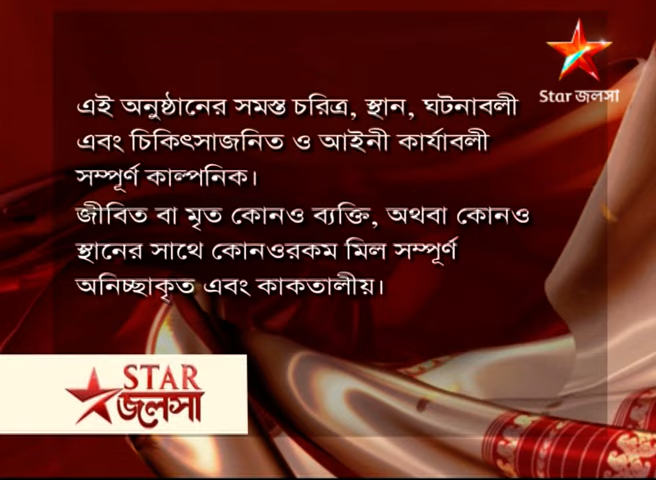 Star জলসা
এই অনুষ্ঠানের সমস্ত চরিত্র, স্থান, ঘটনাবলী
এবং চিকিৎসাজনিত ও আইনী কার্যাবলী
সম্পূর্ণ কাল্পনিক।
জীবিত বা মৃত কোনও ব্যক্তি, অথবা কোনও
স্থানের সাথে কোনওরকম মিল সম্পূর্ণ
অনিচ্ছাকৃত এবং কাকতালীয়।
STAR
জলসা